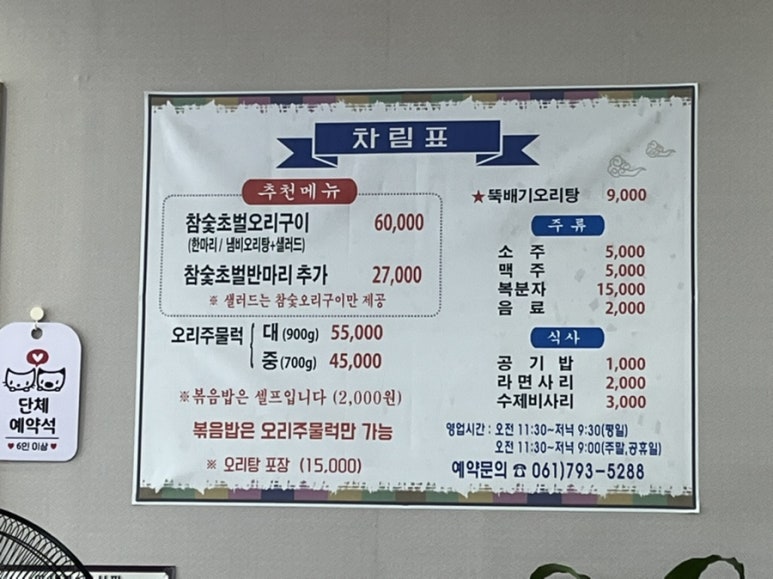 차림표
추천메뉴
참숯초벌오리구이 60,000
(한마리 / 냄비오리탕+샐러드)
참숯초벌반마리 추가 27,000
※ 샐러드는 참숯오리구이만 제공
오리주물럭 대 (900g) 55,000
중 (700g) 45,000
※볶음밥은 셀프입니다 (2,000원)
볶음밥은 오리주물럭만 가능
※ 오리탕 포장 (15,000)
★뚝배기오리탕 9,000
주류
소주 5,000
맥주 5,000
복분자 15,000
음료 2,000
식사
공기밥 1,000
라면사리 2,000
수제비사리 3,000
영업시간 : 오전 11:30~저녁 9:30(평일)
오전 11:30~저녁 9:00(주말,공휴일)
예약문의 ☎ 061)793-5288
단체
예약석
♥ 6인 이상 ♥